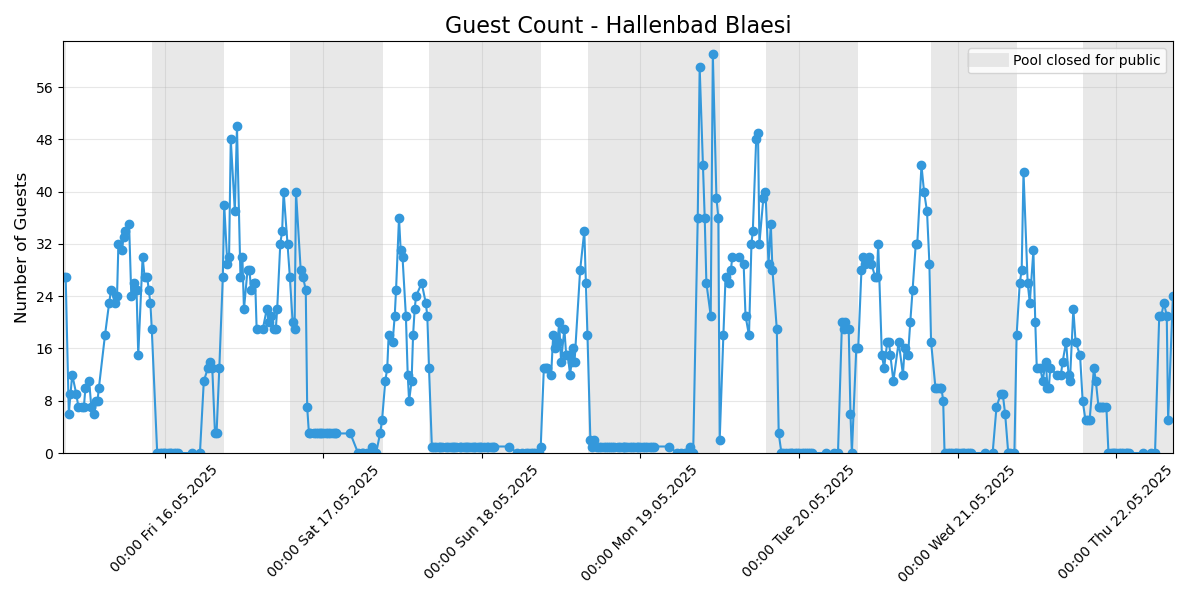 Guest Count - Hallenbad Blaesi
Pool closed for public
Number of Guests
56
48
40
32
24
16
8
0
00:00 Fri 16.05.2025
00:00 Sat 17.05.2025
00:00 Sun 18.05.2025
00:00 Mon 19.05.2025
00:00 Tue 20.05.2025
00:00 Wed 21.05.2025
00:00 Thu 22.05.2025